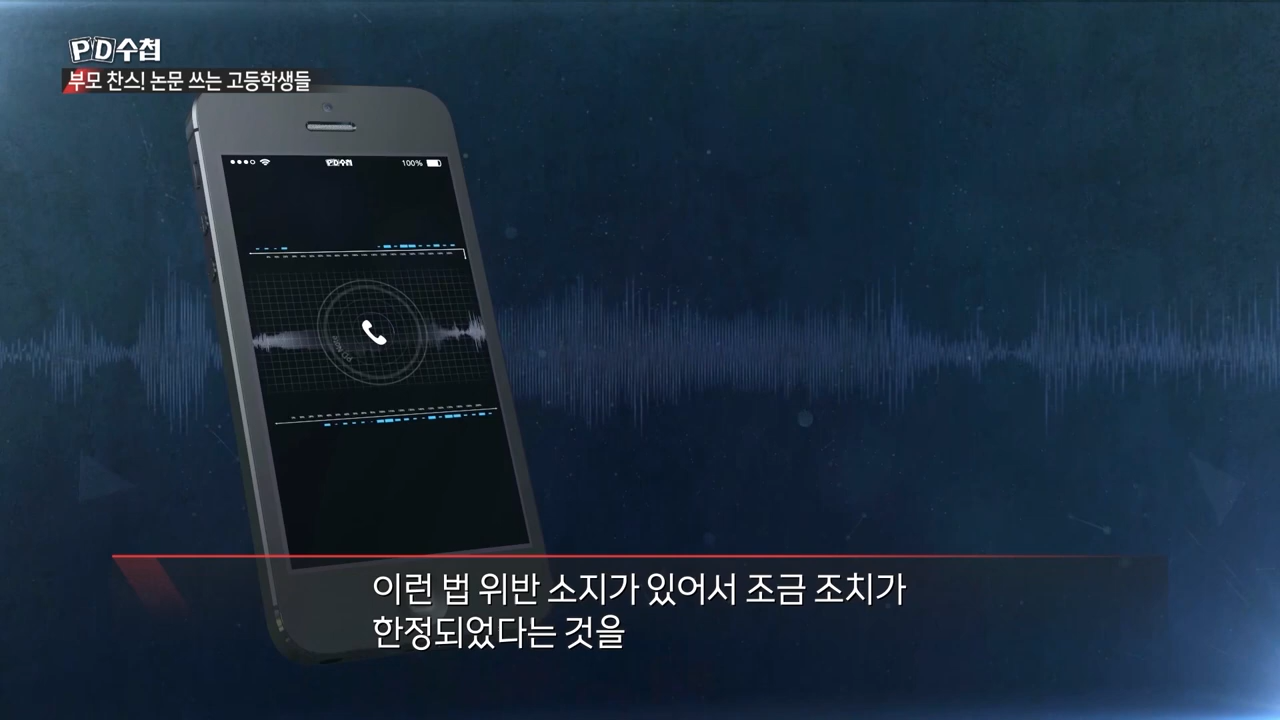 PD수첩
부모 찬스! 논문 쓰는 고등학생들
PD수첩
100%
이런 법 위반 소지가 있어서 조금 조치가
한정되었다는 것을